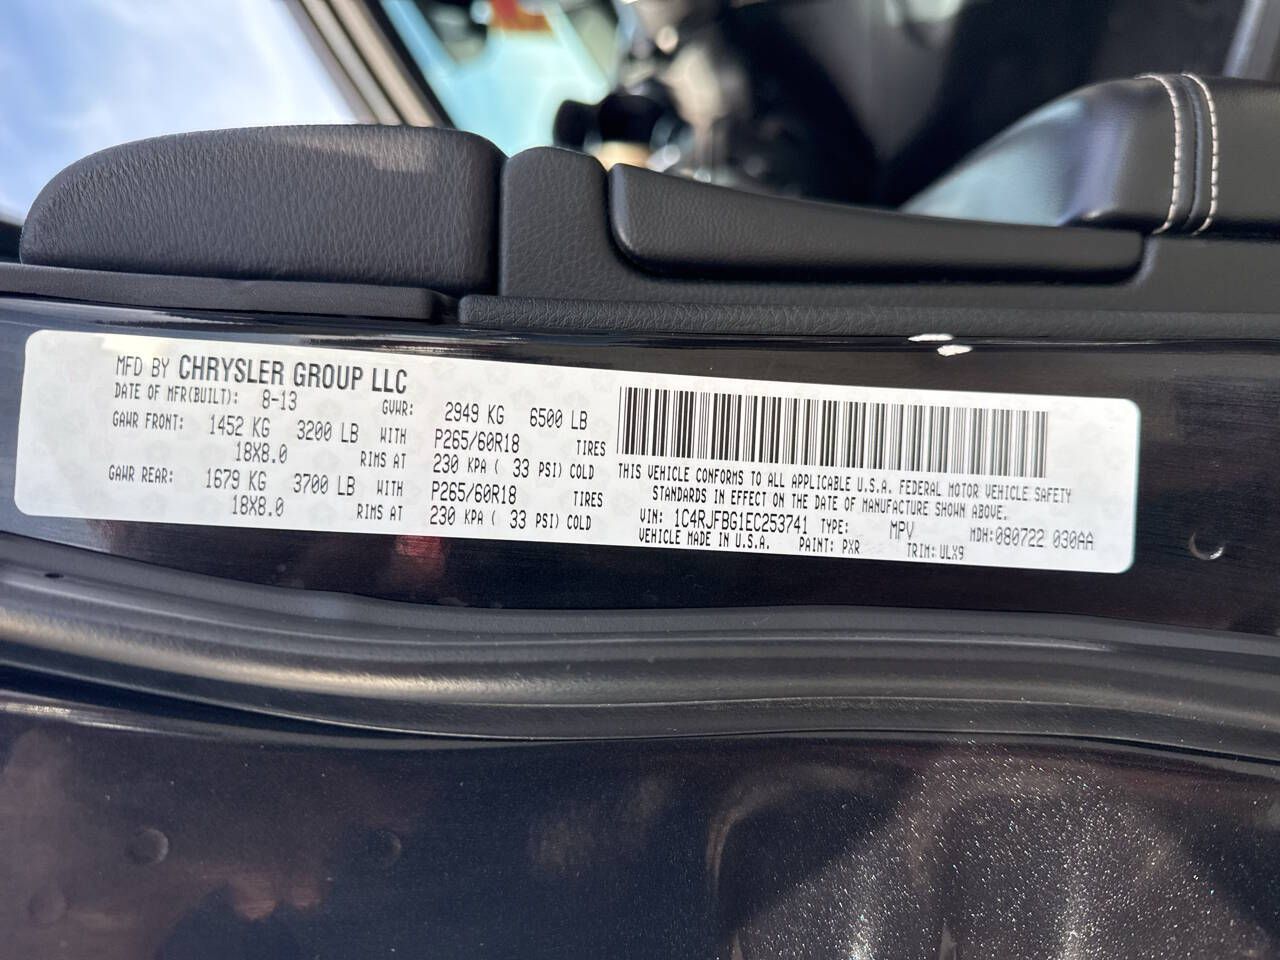 MFD BY CHRYSLER GROUP LLC
DATE OF MFR(BUILT): 8-13 GVWR: 2949 KG 6500 LB
GAWR FRONT: 1452 KG 3200 LB WITH P265/60R18 TIRES
18X8.0 RIMS AT 230 KPA ( 33 PSI) COLD
GAWR REAR: 1679 KG 3700 LB WITH P265/60R18 TIRES
18X8.0 RIMS AT 230 KPA ( 33 PSI) COLD
THIS VEHICLE CONFORMS TO ALL APPLICABLE U.S.A. FEDERAL MOTOR VEHICLE SAFETY
STANDARDS IN EFFECT ON THE DATE OF MANUFACTURE SHOWN ABOVE.
VIN: 1C4RJFBG1EC253741 TYPE: MPV MDH:080722 030AA
VEHICLE MADE IN U.S.A. PAINT: PXR TRIM:ULX9